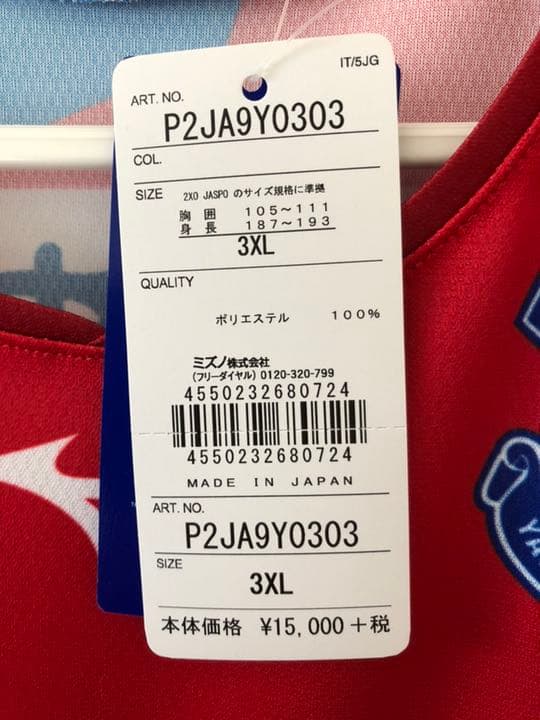 IT/5JG
ART. NO.
P2JA9Y0303
COL.
SIZE 2XO JASPO のサイズ規格に準拠
胸囲 105～111
身長 187～193
3XL
QUALITY
ポリエステル 100%
ミズノ株式会社
(フリーダイヤル) 0120-320-799
4550232680724
4550232680724
MADE IN JAPAN
ART. NO.
P2JA9Y0303
SIZE
3XL
本体価格 ¥15,000+税
YA